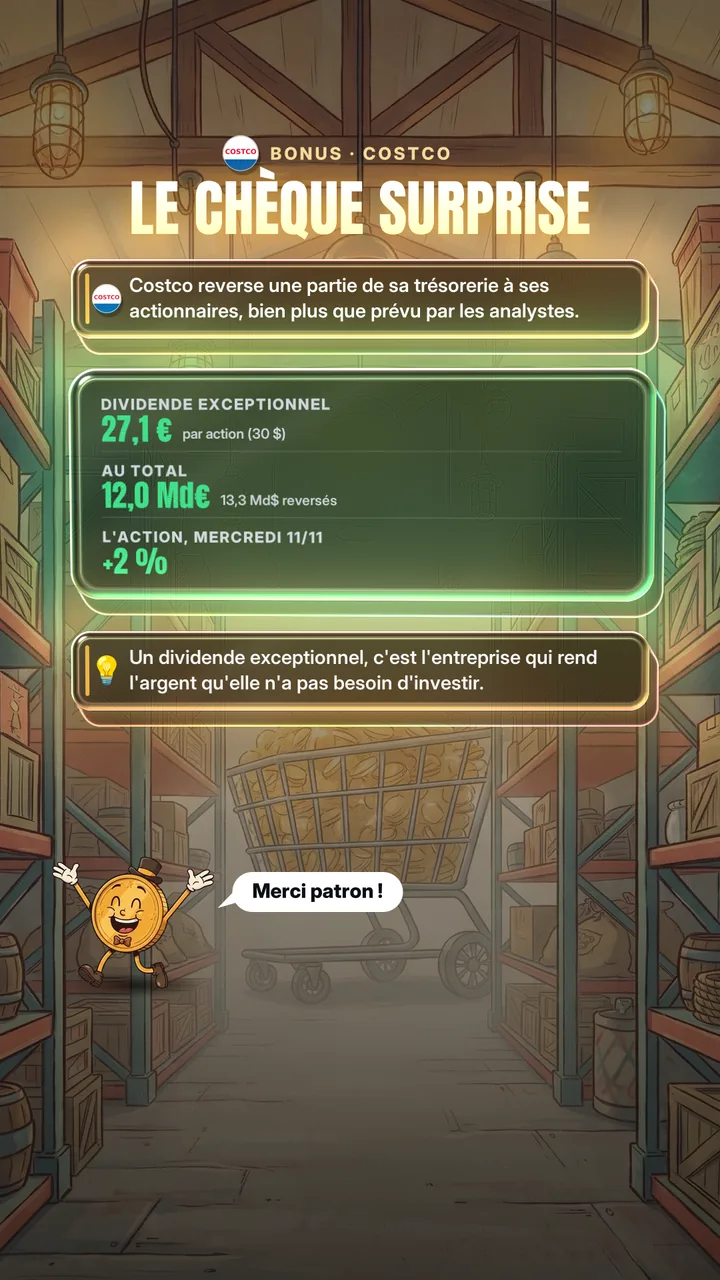 COSTCO
BONUS · COSTCO
LE CHÈQUE SURPRISE
COSTCO
Costco reverse une partie de sa trésorerie à ses
actionnaires, bien plus que prévu par les analystes.
DIVIDENDE EXCEPTIONNEL
27,1 € par action (30 $)
AU TOTAL
12,0 Md€ 13,3 Md$ reversés
L'ACTION, MERCREDI 11/11
+2 %
Un dividende exceptionnel, c'est l'entreprise qui rend
l'argent qu'elle n'a pas besoin d'investir.
Merci patron !